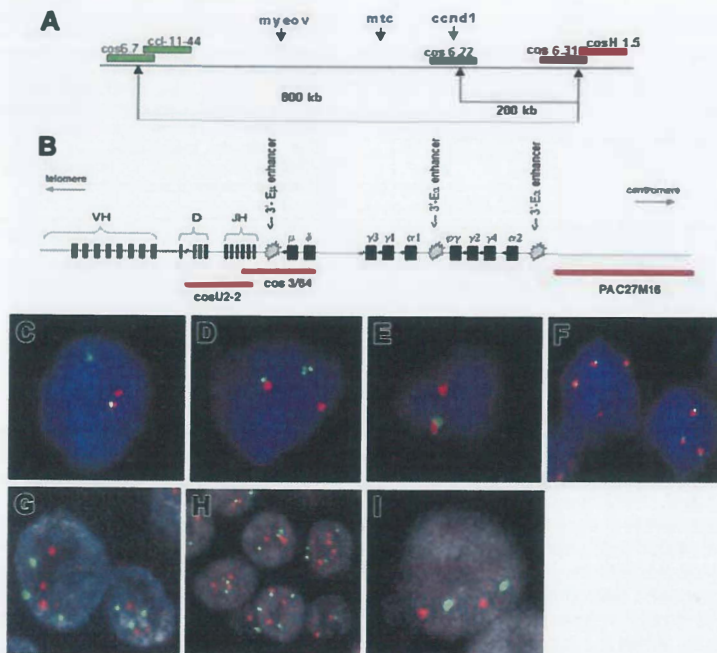 A
myeov mtc ccnd1
cos6.7 ccl-11-44 cos 6.22 cos 6.31 cosH 1.5
800 kb
200 kb
B
telomere 3'-Eμ enhancer 3'-Eα enhancer 3'-Eα enhancer centromere
VH D JH
μ δ γ3 γ1 α1 ψγ γ2 γ4 α2
cosU2-2 cos 3/64 PAC27M16
C D E F
G H I